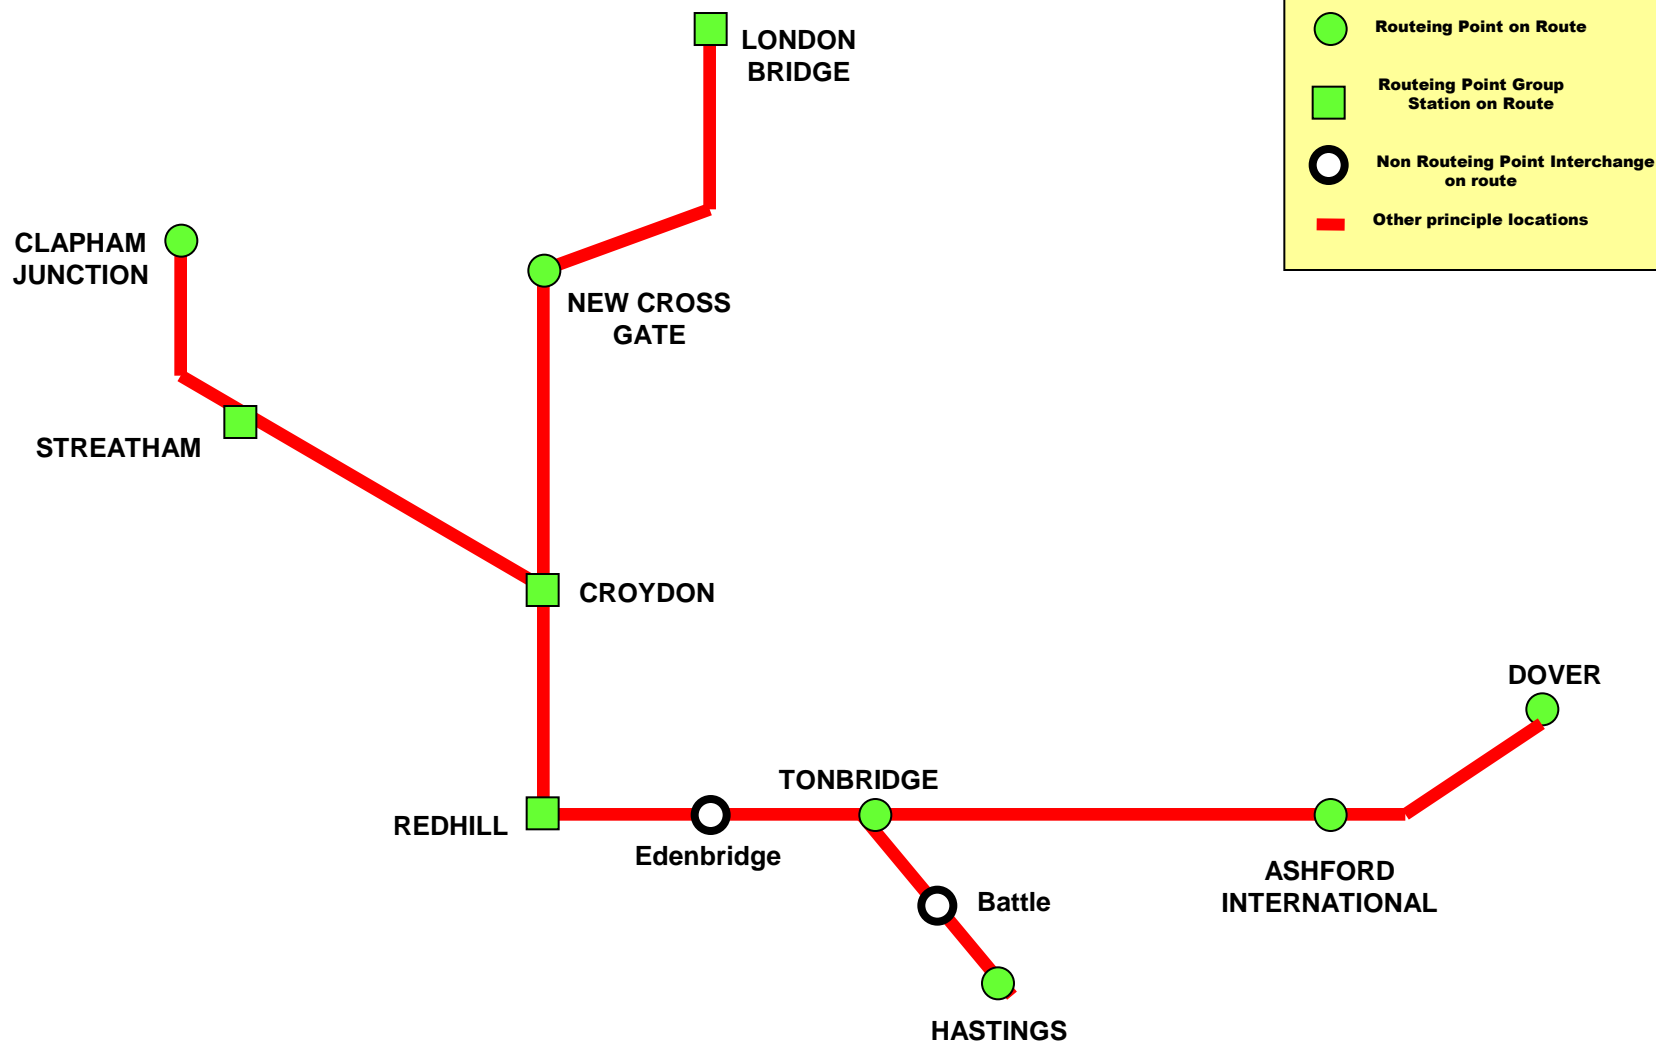 LONDON
BRIDGE
Routeing Point on Route
Routeing Point Group
Station on Route
Non Routeing Point Interchange
on route
Other principle locations
CLAPHAM
JUNCTION
NEW CROSS
GATE
STREATHAM
CROYDON
DOVER
TONBRIDGE
REDHILL
Edenbridge
ASHFORD
INTERNATIONAL
Battle
HASTINGS